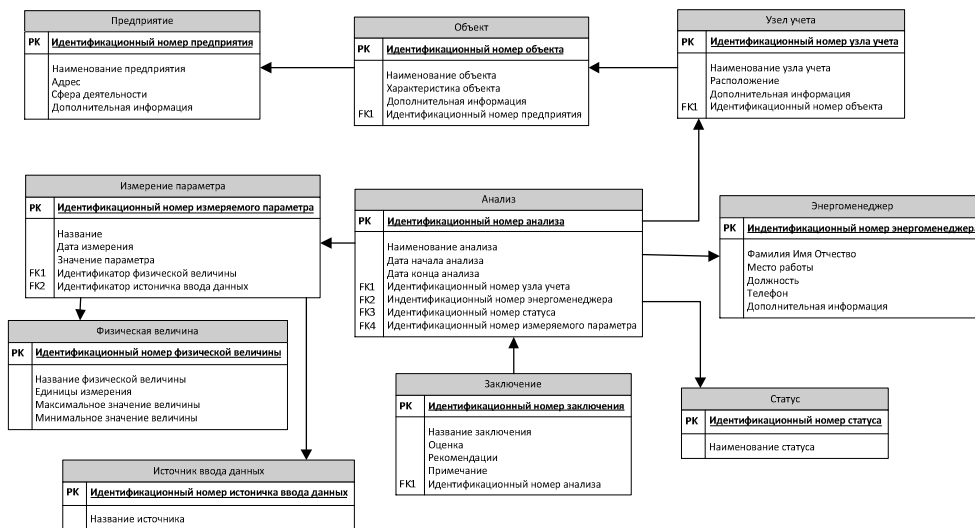 Предприятие
PK Идентификационный номер предприятия
Наименование предприятия
Адрес
Сфера деятельности
Дополнительная информация
Объект
PK Идентификационный номер объекта
Наименование объекта
Характеристика объекта
Дополнительная информация
FK1 Идентификационный номер предприятия
Узел учета
PK Идентификационный номер узла учета
Наименование узла учета
Расположение
Дополнительная информация
FK1 Идентификационный номер объекта
Измерение параметра
PK Идентификационный номер измеряемого параметра
Название
Дата измерения
Значение параметра
FK1 Идентификатор физической величины
FK2 Идентификатор истоничка ввода данных
Анализ
PK Идентификационный номер анализа
Наименование анализа
Дата начала анализа
Дата конца анализа
FK1 Идентификационный номер узла учета
FK2 Индентификационный номер энергоменеджера
FK3 Идентификационный номер статуса
FK4 Идентификационный номер измеряемого параметра
Энергоменеджер
PK Индентификационный номер энергоменеджера
Фамилия Имя Отчество
Место работы
Должность
Телефон
Дополнительная информация
Физическая величина
PK Идентификационный номер физической величины
Название физической величины
Единицы измерения
Максимальное значение величины
Минимальное значение величины
Заключение
PK Идентификационный номер заключения
Название заключения
Оценка
Рекомендации
Примечание
FK1 Идентификационный номер анализа
Статус
PK Идентификационный номер статуса
Наименование статуса
Источник ввода данных
PK Идентификационный номер истоничка ввода данных
Название источника